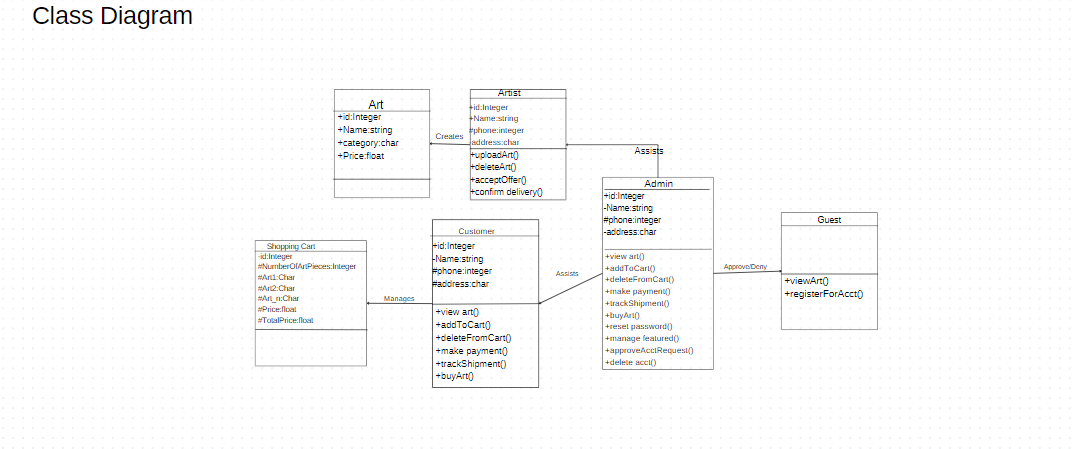 Class Diagram
Art
+id:Integer
+Name:string
+category:char
+Price:float
Creates
Artist
+id:Integer
+Name:string
#phone:integer
address:char
+uploadArt()
+deleteArt()
+acceptOffer()
+confirm delivery()
Assists
Admin
+id:Integer
-Name:string
#phone:integer
-address:char
+view art()
+addToCart()
+deleteFromCart()
+make payment()
+trackShipment()
+buyArt()
+reset password()
+manage featured()
+approveAcctRequest()
+delete acct()
Approve/Deny
Guest
+viewArt()
+registerForAcct()
Shopping Cart
-id:Integer
#NumberOfArtPieces:Integer
#Art1:Char
#Art2:Char
#Art_n:Char
#Price:float
#TotalPrice:float
Manages
Customer
+id:Integer
-Name:string
#phone:integer
#address:char
+view art()
+addToCart()
+deleteFromCart()
+make payment()
+trackShipment()
+buyArt()
Assists